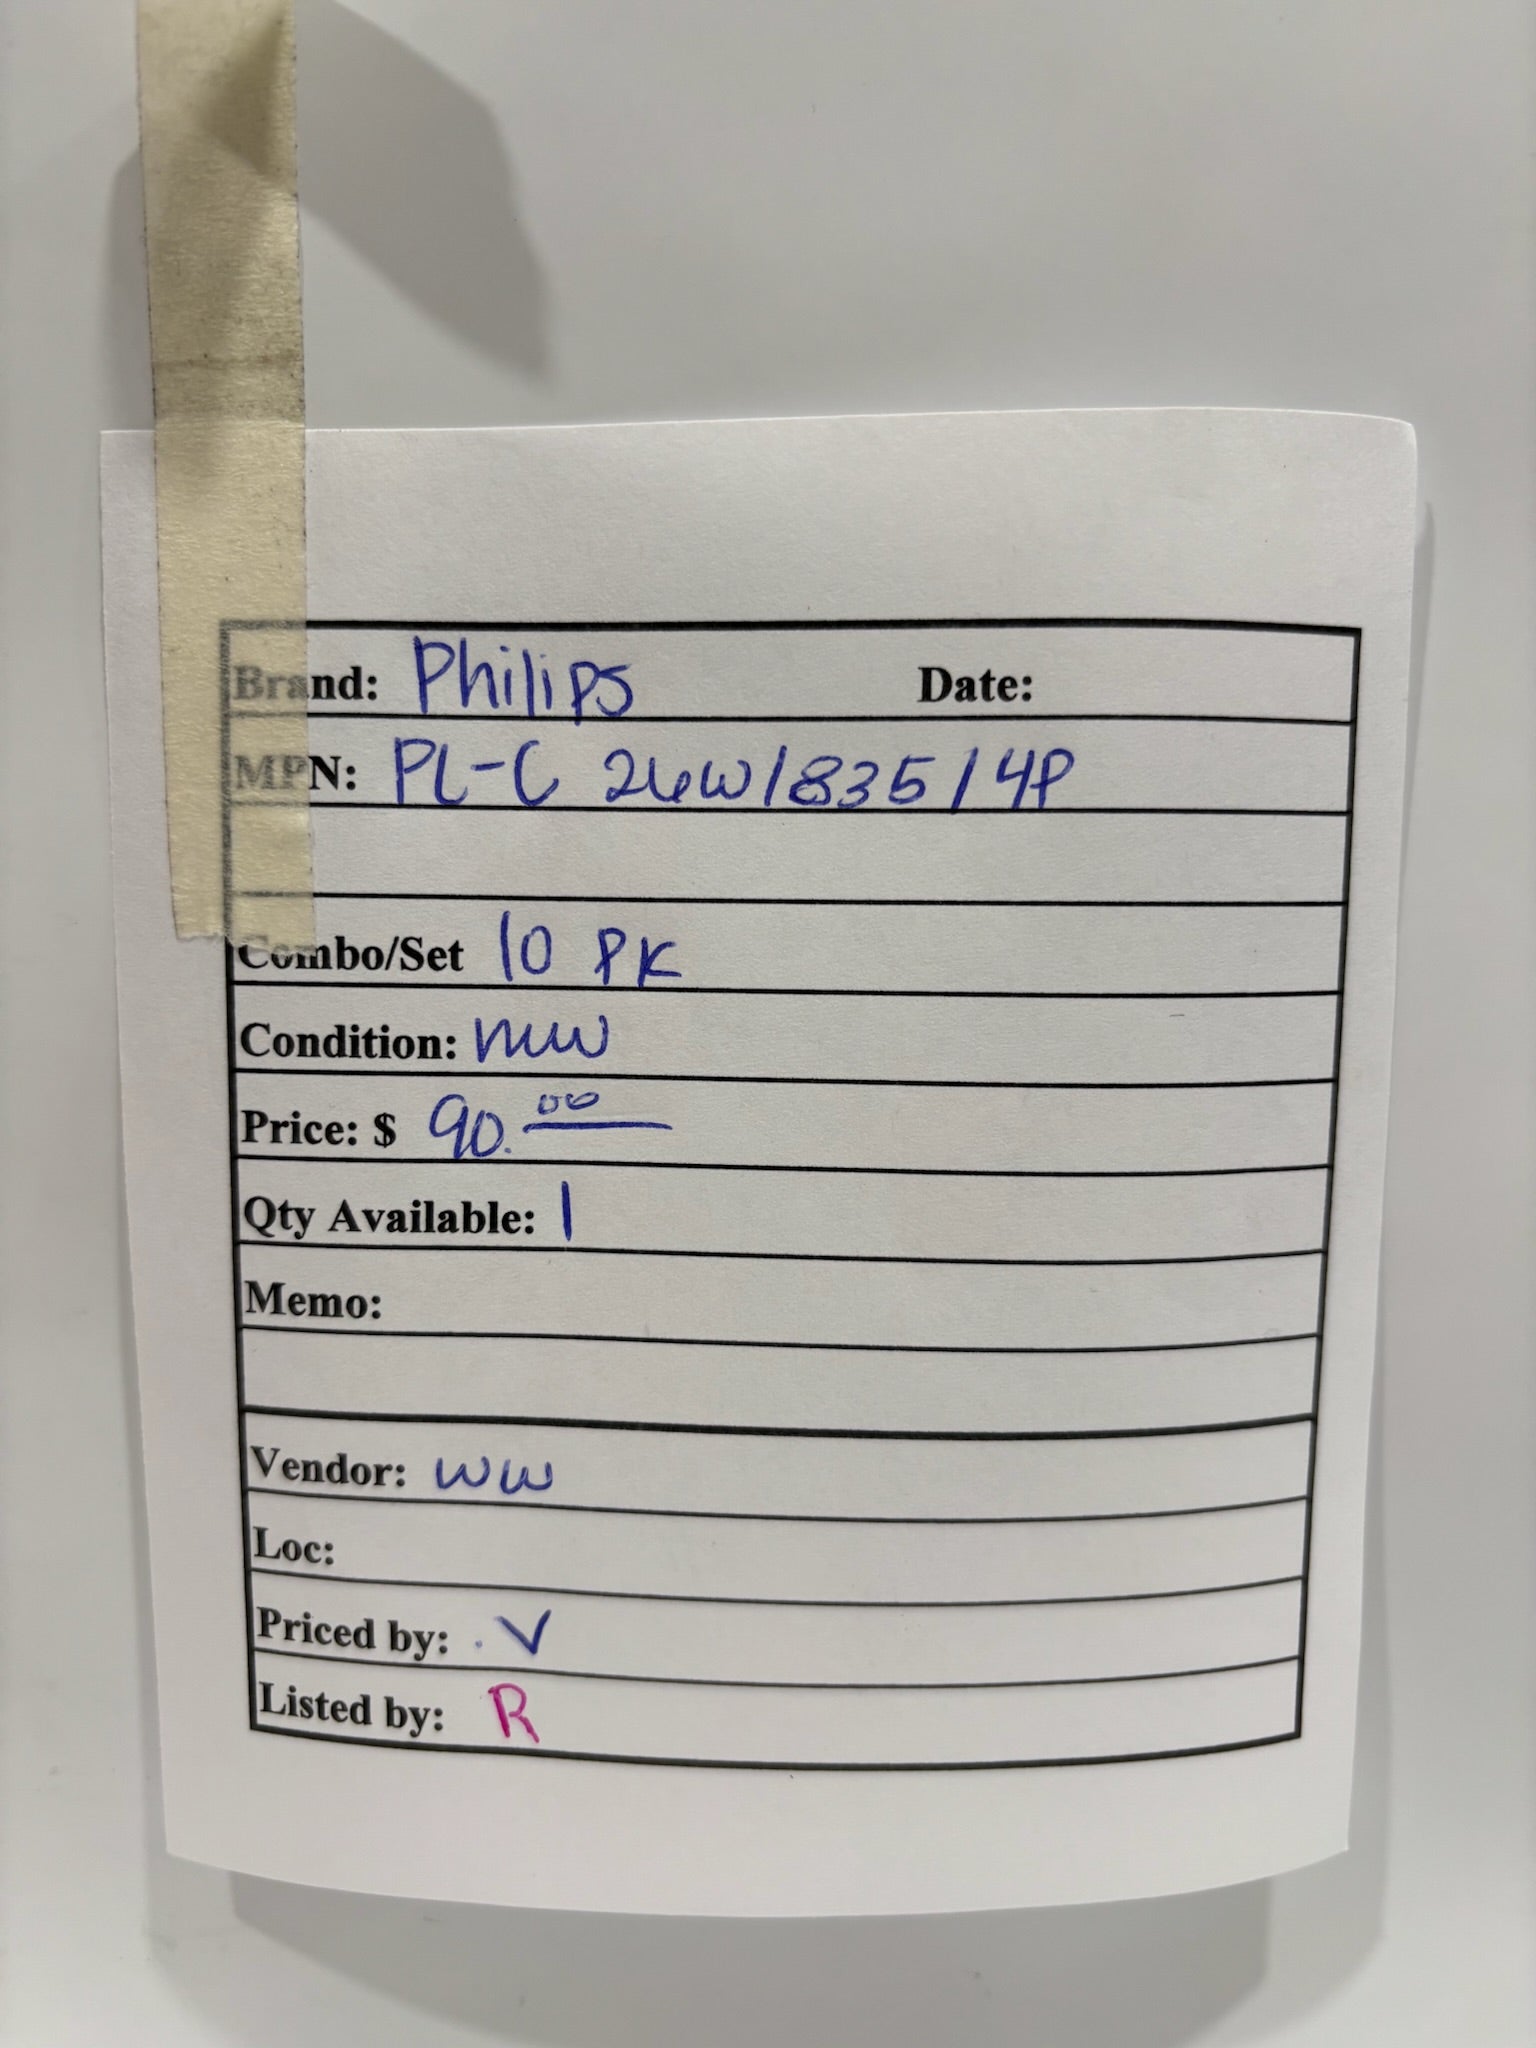 Brand: Philips Date:
MPN: PL-C 26W/835/4P
Combo/Set 10 PK
Condition: new
Price: $ 90.00
Qty Available: 1
Memo:
Vendor: WW
Loc:
Priced by: . V
Listed by: R